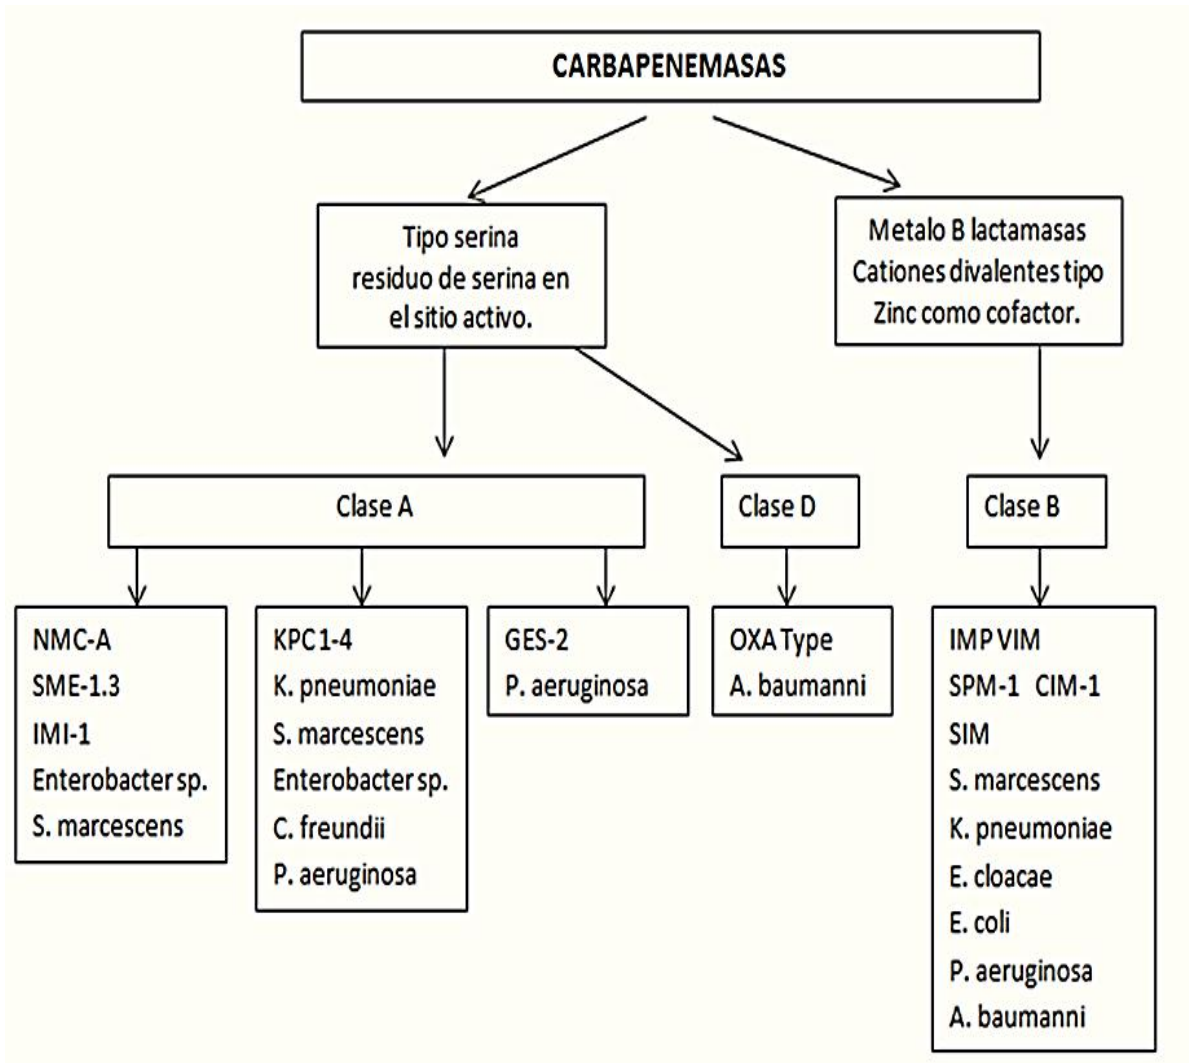 CARBAPENEMASAS
Tipo serina
residuo de serina en
el sitio activo.
Metalo B lactamasas
Cationes divalentes tipo
Zinc como cofactor.
Clase A
Clase D
Clase B
NMC-A
SME-1.3
IMI-1
Enterobacter sp.
S. marcescens
KPC 1-4
K. pneumoniae
S. marcescens
Enterobacter sp.
C. freundii
P. aeruginosa
GES-2
P. aeruginosa
OXA Type
A. baumanni
IMP VIM
SPM-1 CIM-1
SIM
S. marcescens
K. pneumoniae
E. cloacae
E. coli
P. aeruginosa
A. baumanni